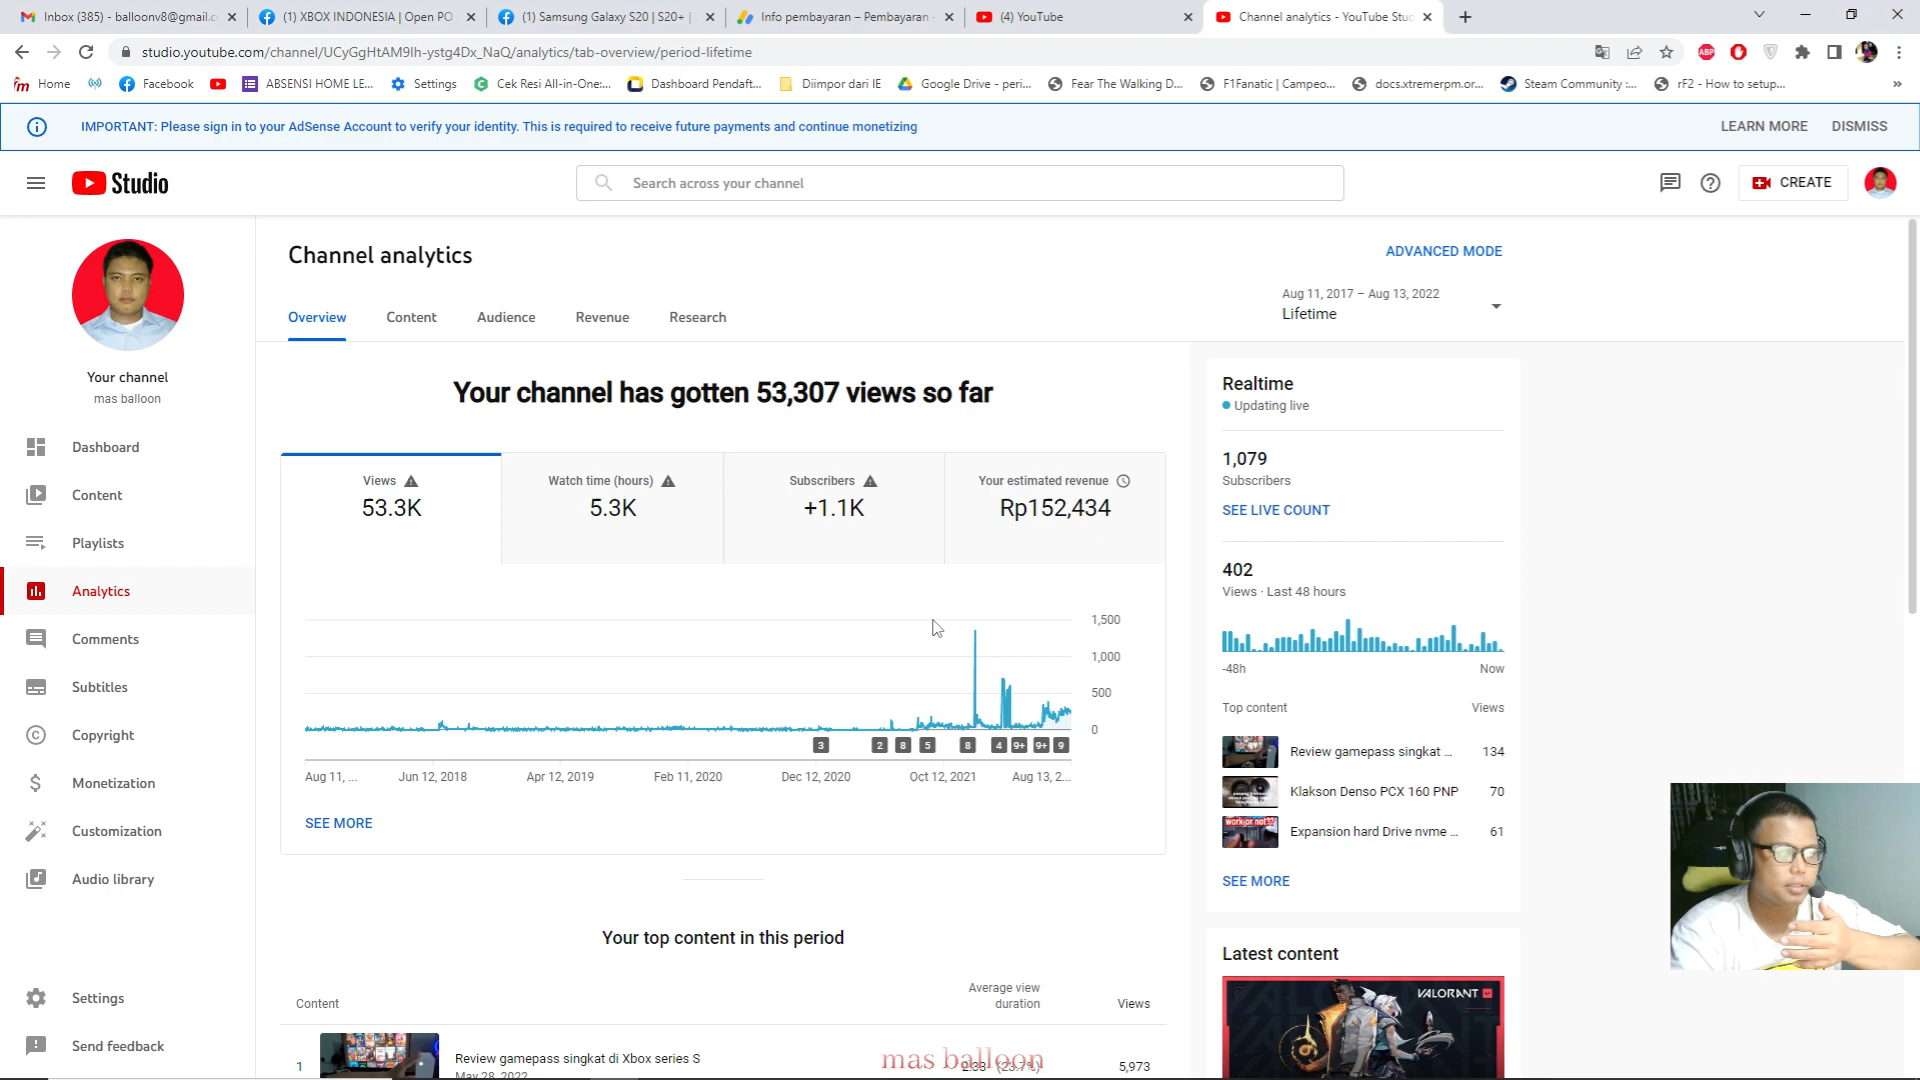 Inbox (385) - balloonv8@gmail.c
(1) XBOX INDONESIA | Open PO
(1) Samsung Galaxy S20 | S20+ |
Info pembayaran – Pembayaran -
(4) YouTube
Channel analytics - YouTube Stud
studio.youtube.com/channel/UCyGgHtAM9Ih-ystg4Dx_NaQ/analytics/tab-overview/period-lifetime
ABP
Home
Facebook
ABSENSI HOME LE...
Settings
Cek Resi All-in-One:...
Dashboard Pendaft...
Diimpor dari IE
Google Drive - peri...
Fear The Walking D...
F1Fanatic | Campeo...
docs.xtremerpm.or...
Steam Community :...
rF2 - How to setup...
»
IMPORTANT: Please sign in to your AdSense Account to verify your identity. This is required to receive future payments and continue monetizing
LEARN MORE
DISMISS
Studio
Search across your channel
CREATE
Your channel
mas balloon
Dashboard
Content
Playlists
Analytics
Comments
Subtitles
Copyright
Monetization
Customization
Audio library
Settings
Send feedback
Channel analytics
ADVANCED MODE
Overview
Content
Audience
Revenue
Research
Aug 11, 2017 – Aug 13, 2022
Lifetime
Your channel has gotten 53,307 views so far
Views
53.3K
Watch time (hours)
5.3K
Subscribers
+1.1K
Your estimated revenue
Rp152,434
1,500
1,000
500
0
3
2
8
5
8
4
9+
9+
9
Aug 11, ...
Jun 12, 2018
Apr 12, 2019
Feb 11, 2020
Dec 12, 2020
Oct 12, 2021
Aug 13, 2...
SEE MORE
Your top content in this period
Content
Average view
duration
Views
1
Review gamepass singkat di Xbox series S
May 28, 2022
mas balloon
5,973
Realtime
Updating live
1,079
Subscribers
SEE LIVE COUNT
402
Views · Last 48 hours
-48h
Now
Top content
Views
Review gamepass singkat ...
134
Klakson Denso PCX 160 PNP
70
work jor not??
Expansion hard Drive nvme ...
61
SEE MORE
Latest content
VALORANT